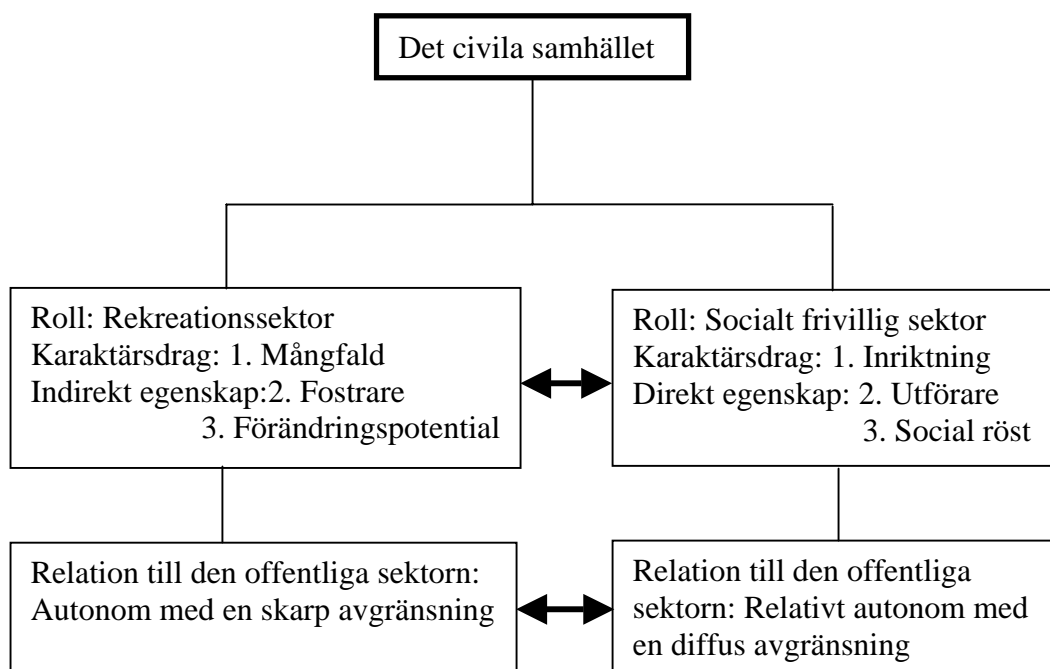 Det civila samhället
Roll: Rekreationssektor
Karaktärsdrag: 1. Mångfald
Indirekt egenskap:2. Fostrare
3. Förändringspotential
Roll: Socialt frivillig sektor
Karaktärsdrag: 1. Inriktning
Direkt egenskap: 2. Utförare
3. Social röst
Relation till den offentliga sektorn:
Autonom med en skarp avgränsning
Relation till den offentliga
sektorn: Relativt autonom med
en diffus avgränsning